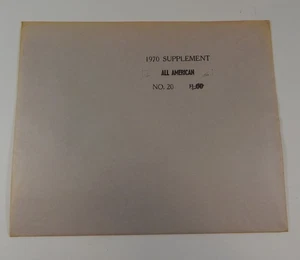 1970 SUPPLEMENT
ALL AMERICAN
NO. 20 $1.00